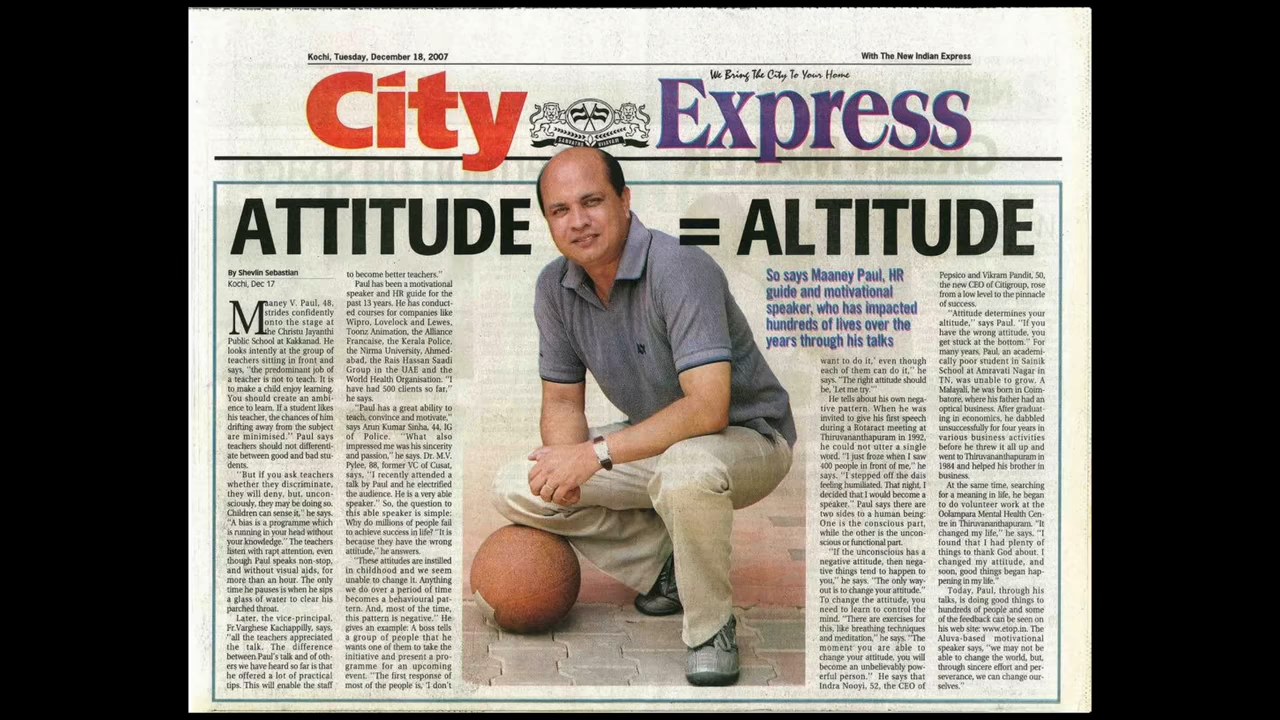 Kochi, Tuesday, December 18, 2007
With The New Indian Express
We Bring The City To Your Home
City Express
ATTITUDE = ALTITUDE
By Shevlin Sebastian
Kochi, Dec 17
Maaney V. Paul, 48,
strides confidently
onto the stage at
the Christu Jayanthi
Public School at Kakkanad. He
looks intently at the group of
teachers sitting in front and
says, "the predominant job of
a teacher is not to teach. It is
to make a child enjoy learning.
You should create an ambi-
ence to learn. If a student likes
his teacher, the chances of him
drifting away from the subject
are minimised." Paul says
teachers should not differenti-
ate between good and bad stu-
dents.
"But if you ask teachers
whether they discriminate,
they will deny, but, uncon-
sciously, they may be doing so.
Children can sense it," he says.
"A bias is a programme which
is running in your head without
your knowledge." The teachers
listen with rapt attention, even
though Paul speaks non-stop,
and without visual aids, for
more than an hour. The only
time he pauses is when he sips
a glass of water to clear his
parched throat.
Later, the vice-principal,
Fr.Varghese Kachappilly, says,
"all the teachers appreciated
the talk. The difference
between Paul's talk and of oth-
ers we have heard so far is that
he offered a lot of practical
tips. This will enable the staff
to become better teachers."
Paul has been a motivational
speaker and HR guide for the
past 13 years. He has conduct-
ed courses for companies like
Wipro, Lovelock and Lewes,
Toonz Animation, the Alliance
Francaise, the Kerala Police,
the Nirma University, Ahmed-
abad, the Rais Hassan Saadi
Group in the UAE and the
World Health Organisation. "I
have had 500 clients so far,"
he says.
"Paul has a great ability to
teach, convince and motivate,"
says Arun Kumar Sinha, 44, IG
of Police. "What also
impressed me was his sincerity
and passion," he says. Dr. M.V.
Pylee, 88, former VC of Cusat,
says, "I recently attended a
talk by Paul and he electrified
the audience. He is a very able
speaker." So, the question to
this able speaker is simple:
Why do millions of people fail
to achieve success in life? "It is
because they have the wrong
attitude," he answers.
"These attitudes are instilled
in childhood and we seem
unable to change it. Anything
we do over a period of time
becomes a behavioural pat-
tern. And, most of the time,
this pattern is negative." He
gives an example: A boss tells
a group of people that he
wants one of them to take the
initiative and present a pro-
gramme for an upcoming
event. "The first response of
most of the people is, 'I don't
So says Maaney Paul, HR
guide and motivational
speaker, who has impacted
hundreds of lives over the
years through his talks
want to do it,' even though
each of them can do it," he
says. "The right attitude should
be, 'Let me try.'"
He tells about his own nega-
tive pattern. When he was
invited to give his first speech
during a Rotaract meeting at
Thiruvananthapuram in 1992,
he could not utter a single
word. "I just froze when I saw
400 people in front of me," he
says. "I stepped off the dais
feeling humiliated. That night, I
decided that I would become a
speaker." Paul says there are
two sides to a human being:
One is the conscious part,
while the other is the uncon-
scious or functional part.
"If the unconscious has a
negative attitude, then nega-
tive things tend to happen to
you," he says. "The only way-
out is to change your attitude."
To change the attitude, you
need to learn to control the
mind. "There are exercises for
this, like breathing techniques
and meditation," he says. "The
moment you are able to
change your attitude, you will
become an unbelievably pow-
erful person." He says that
Indra Nooyi, 52, the CEO of
Pepsico and Vikram Pandit, 50,
the new CEO of Citigroup, rose
from a low level to the pinnacle
of success.
"Attitude determines your
altitude," says Paul. "If you
have the wrong attitude, you
get stuck at the bottom." For
many years, Paul, an academi-
cally poor student in Sainik
School at Amravati Nagar in
TN, was unable to grow. A
Malayali, he was born in Coim-
batore, where his father had an
optical business. After graduat-
ing in economics, he dabbled
unsuccessfully for four years in
various business activities
before he threw it all up and
went to Thiruvananthapuram in
1984 and helped his brother in
business.
At the same time, searching
for a meaning in life, he began
to do volunteer work at the
Oolampara Mental Health Cen-
tre in Thiruvananthapuram. "It
changed my life," he says. "I
found that I had plenty of
things to thank God about. I
changed my attitude, and
soon, good things began hap-
pening in my life."
Today, Paul, through his
talks, is doing good things to
hundreds of people and some
of the feedback can be seen on
his web site: www.etop.in. The
Aluva-based motivational
speaker says, "we may not be
able to change the world, but,
through sincere effort and per-
severance, we can change our-
selves."